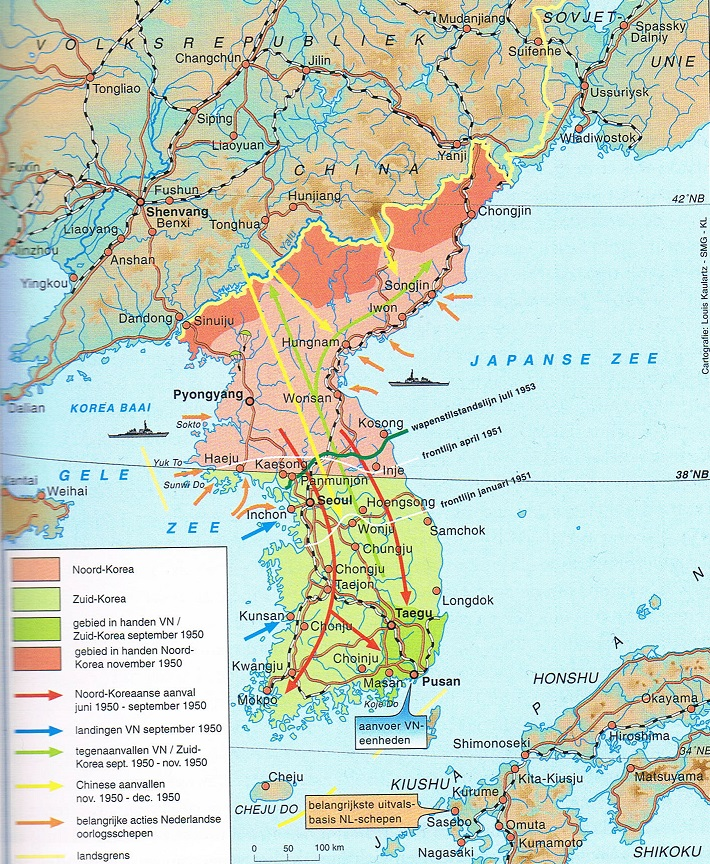 SOVJET-
UNIE
VOLKSREPUBLIEK
CHINA
Mudanjiang
Spassky
Dalniy
Suifenhe
Changchun
Jilin
Tongliao
Ussuriysk
Siping
Liaoyuan
Wladiwostok
Yanji
Fuxin
Fushun
Hunjiang
Shenvang
Benxi
Tonghua
Yalu
Chongjin
42°NB
Liaoyang
Jinzhou
Anshan
Yingkou
Songjin
Iwon
Dandong
Sinuiju
Hungnam
JAPANSE ZEE
Pyongyang
Wonsan
Dalian
KOREA BAAI
Sokto
Kosong
wapenstilstandslijn juli 1953
frontlijn april 1951
Yuk To
Haeju
Kaesong
Inje
GELE
ZEE
Weihai
Sunwi Do
Panmunjon
38°NB
frontlijn januari 1951
Seoul
Hoengsong
Inchon
Wonju
Samchok
Chungju
Chongju
Taejon
Longdok
Kunsan
Chonju
Taegu
Kwangju
Choinju
Masan
Pusan
Mokpo
Koje Do
aanvoer VN-
eenheden
JAPAN
HONSHU
Okayama
Hiroshima
Shimonoseki
34°NB
Cheju
CHEJU DO
KIUSHU
Kita-Kiusju
Matsuyama
Kurume
belangrijkste uitvals-
basis NL-schepen
Sasebo
Omuta
Kumamoto
Nagasaki
SHIKOKU
0 50 100 km
Noord-Korea
Zuid-Korea
gebied in handen VN /
Zuid-Korea september 1950
gebied in handen Noord-
Korea november 1950
Noord-Koreaanse aanval
juni 1950 - september 1950
landingen VN september 1950
tegenaanvallen VN / Zuid-
Korea sept. 1950 - nov. 1950
Chinese aanvallen
nov. 1950 - dec. 1950
belangrijke acties Nederlandse
oorlogsschepen
landsgrens
Cartografie: Louis Kaulartz - SMG - KL